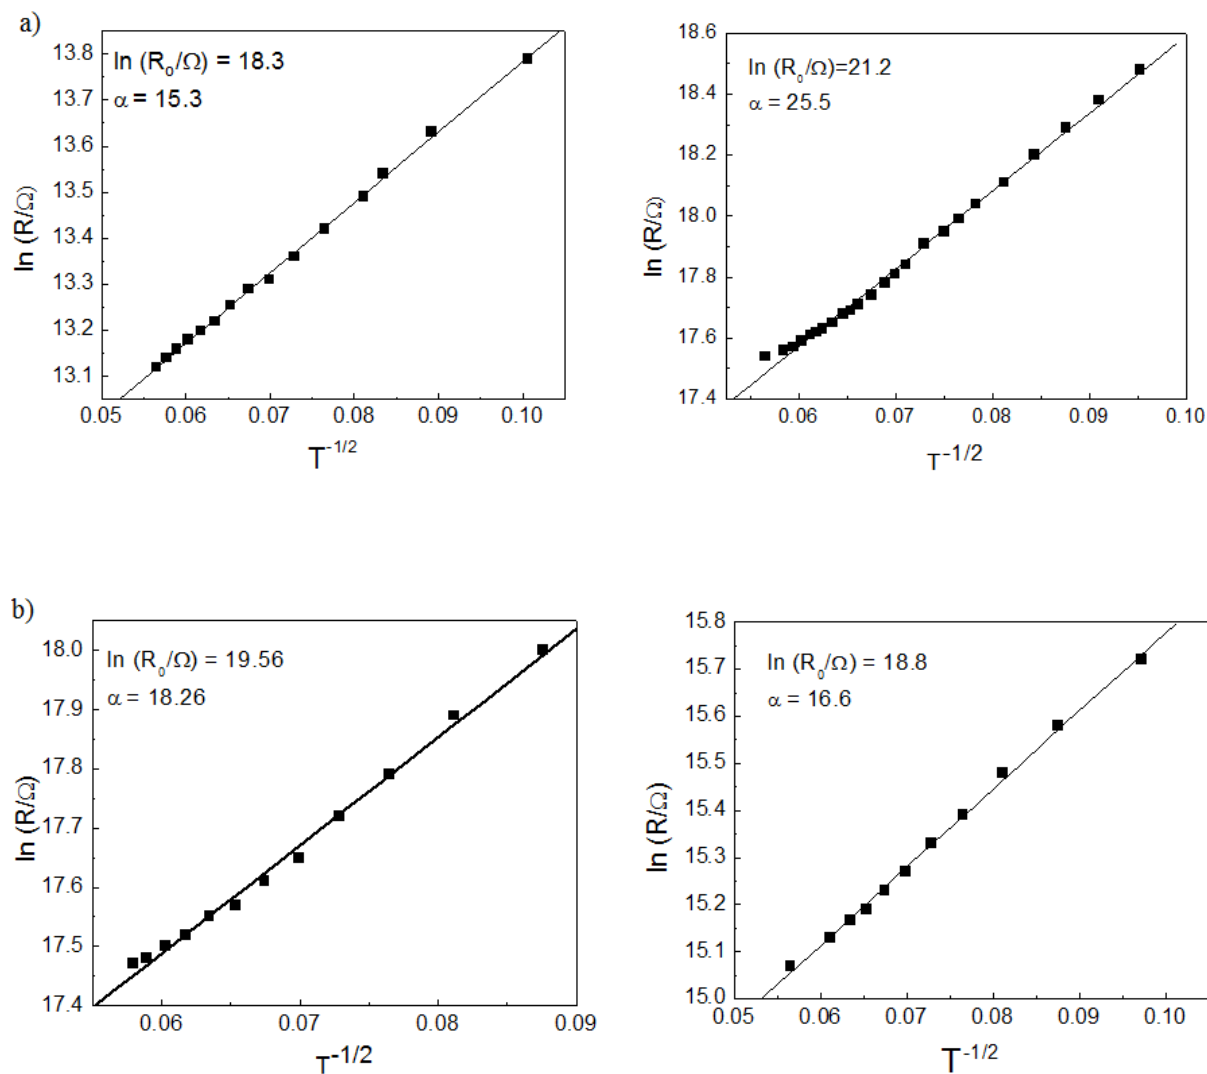 a)
ln (R₀/Ω) = 18.3
α = 15.3
13.8
13.7
13.6
13.5
13.4
13.3
13.2
13.1
ln (R/Ω)
0.05 0.06 0.07 0.08 0.09 0.10
T⁻¹/²
ln (R₀/Ω)=21.2
α = 25.5
18.6
18.4
18.2
18.0
17.8
17.6
17.4
ln (R/Ω)
0.06 0.07 0.08 0.09 0.10
T⁻¹/²
b)
ln (R₀/Ω) = 19.56
α = 18.26
18.0
17.9
17.8
17.7
17.6
17.5
17.4
ln (R/Ω)
0.06 0.07 0.08 0.09
T⁻¹/²
ln (R₀/Ω) = 18.8
α = 16.6
15.8
15.7
15.6
15.5
15.4
15.3
15.2
15.1
15.0
ln (R/Ω)
0.05 0.06 0.07 0.08 0.09 0.10
T⁻¹/²